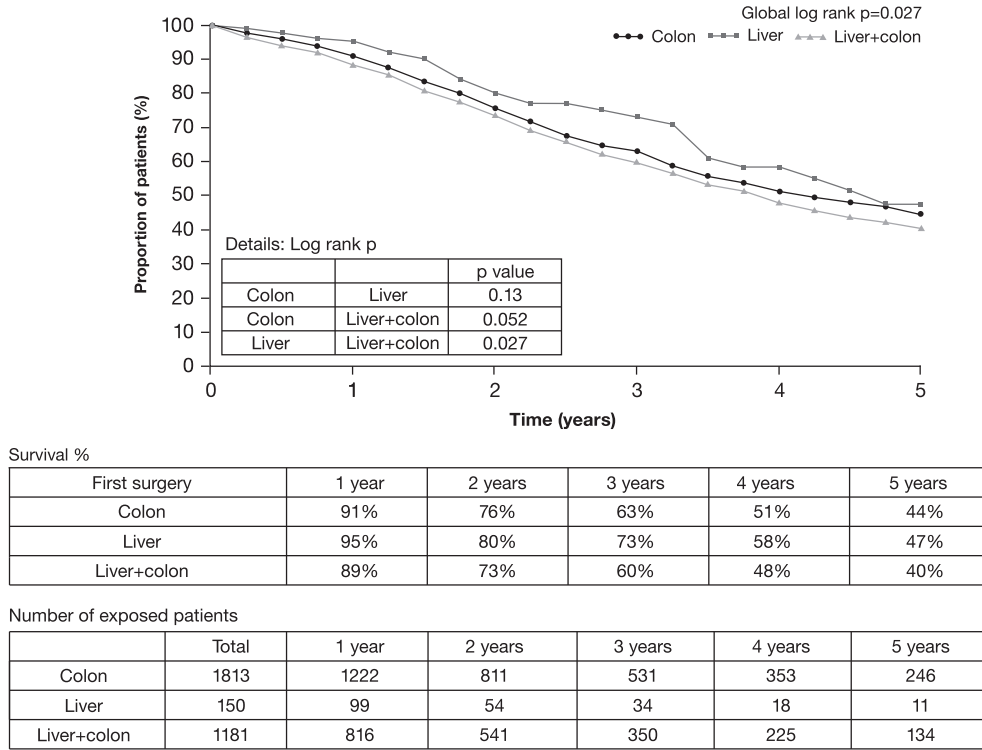 Global log rank p=0.027
Colon Liver Liver+colon
100
90
80
70
60
50
40
30
20
10
0
Proportion of patients (%)
Details: Log rank p
p value
Colon Liver 0.13
Colon Liver+colon 0.052
Liver Liver+colon 0.027
0 1 2 3 4 5
Time (years)
Survival %
First surgery 1 year 2 years 3 years 4 years 5 years
Colon 91% 76% 63% 51% 44%
Liver 95% 80% 73% 58% 47%
Liver+colon 89% 73% 60% 48% 40%
Number of exposed patients
Total 1 year 2 years 3 years 4 years 5 years
Colon 1813 1222 811 531 353 246
Liver 150 99 54 34 18 11
Liver+colon 1181 816 541 350 225 134